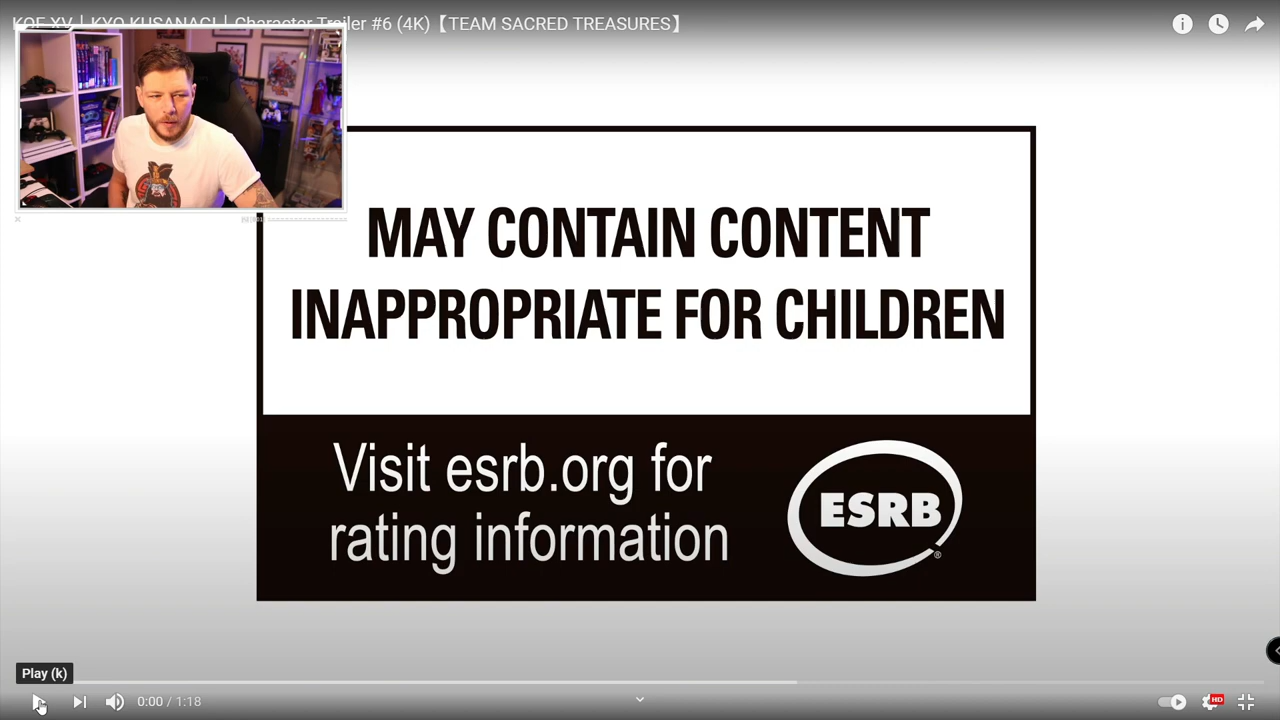 KOF XV｜KYO KUSANAGI｜Character Trailer #6 (4K)【TEAM SACRED TREASURES】
MAY CONTAIN CONTENT
INAPPROPRIATE FOR CHILDREN
Visit esrb.org for
rating information
ESRB
®
Play (k)
0:00 / 1:18
HD